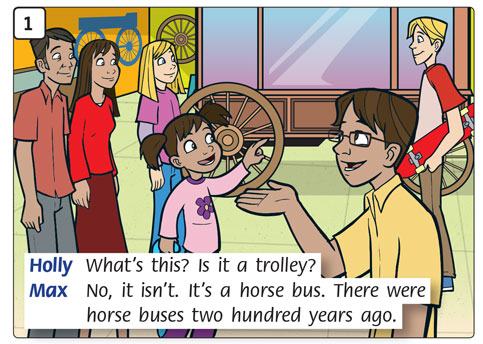 1
Holly What's this? Is it a trolley?
Max No, it isn't. It's a horse bus. There were
horse buses two hundred years ago.